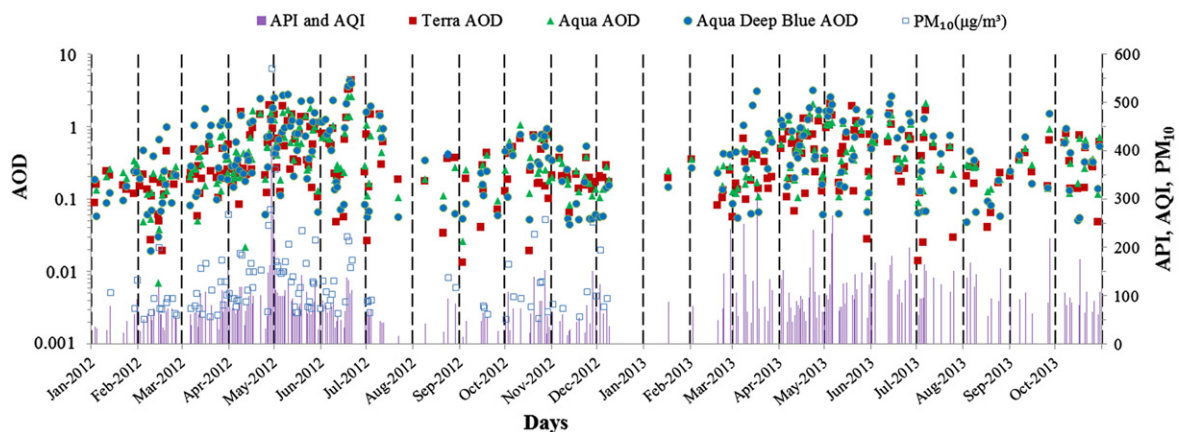 API and AQI Terra AOD Aqua AOD Aqua Deep Blue AOD PM₁₀(μg/m³)
10
1
0.1
0.01
0.001
AOD
600
500
400
300
200
100
0
API, AQI, PM₁₀
Jan-2012 Feb-2012 Mar-2012 Apr-2012 May-2012 Jun-2012 Jul-2012 Aug-2012 Sep-2012 Oct-2012 Nov-2012 Dec-2012 Jan-2013 Feb-2013 Mar-2013 Apr-2013 May-2013 Jun-2013 Jul-2013 Aug-2013 Sep-2013 Oct-2013
Days